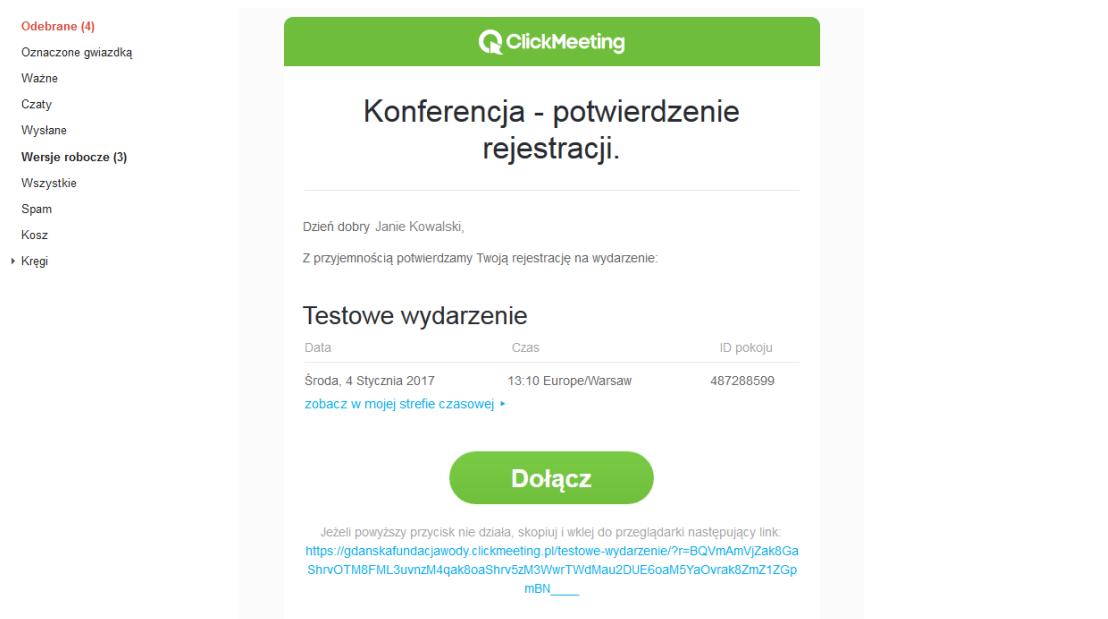 Odebrane (4)
Oznaczone gwiazdką
Ważne
Czaty
Wysłane
Wersje robocze (3)
Wszystkie
Spam
Kosz
Kręgi
ClickMeeting
Konferencja - potwierdzenie
rejestracji.
Dzień dobry Janie Kowalski,
Z przyjemnością potwierdzamy Twoją rejestrację na wydarzenie:
Testowe wydarzenie
Data Czas ID pokoju
Środa, 4 Stycznia 2017 13:10 Europe/Warsaw 487288599
zobacz w mojej strefie czasowej
Dołącz
Jeżeli powyższy przycisk nie działa, skopiuj i wklej do przeglądarki następujący link:
https://gdanskafundacjawody.clickmeeting.pl/testowe-wydarzenie/?r=BQVmAmVjZak8Ga
ShrvOTM8FML3uvnzM4qak8oaShrv5zM3WwrTWdMau2DUE6oaM5YaOvrak8ZmZ1ZGp
mBN____